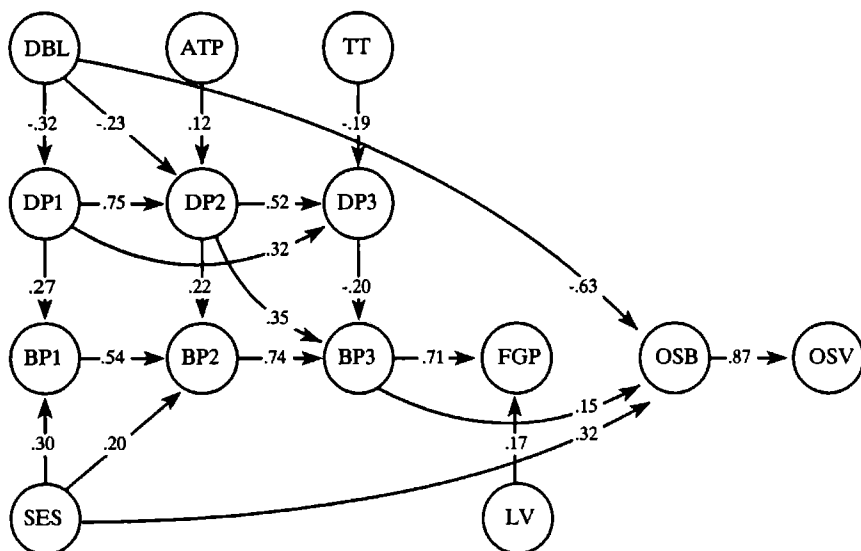 DBL ATP TT
-.32 -.23 .12 -.19
DP1 .75 DP2 .52 DP3
.32
.27 .22 -.20 -.63
.35
BP1 .54 BP2 .74 BP3 .71 FGP OSB .87 OSV
.15
.30 .20 .17 .32
SES LV